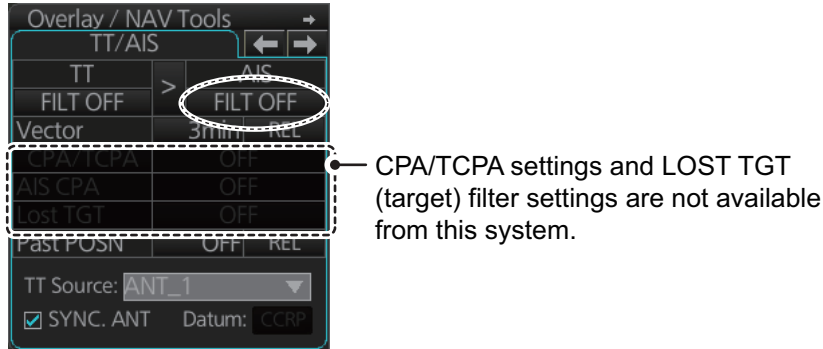 Overlay / NAV Tools
TT/AIS
TT > AIS
FILT OFF FILT OFF
Vector 3min REL
CPA/TCPA OFF
AIS CPA OFF
Lost TGT OFF
Past POSN OFF REL
TT Source: ANT_1
SYNC. ANT Datum: CCRP
CPA/TCPA settings and LOST TGT
(target) filter settings are not available
from this system.